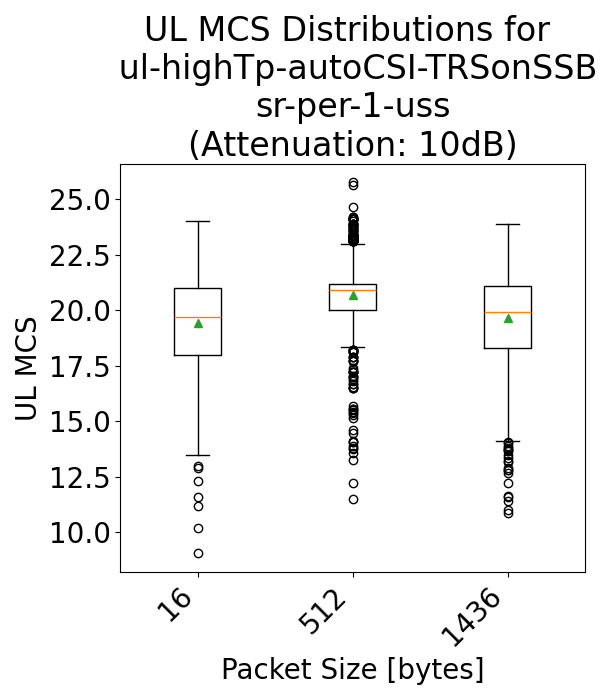 UL MCS Distributions for
ul-highTp-autoCSI-TRSonSSB
sr-per-1-uss
(Attenuation: 10dB)
25.0
22.5
20.0
17.5
15.0
12.5
10.0
UL MCS
16
512
1436
Packet Size [bytes]